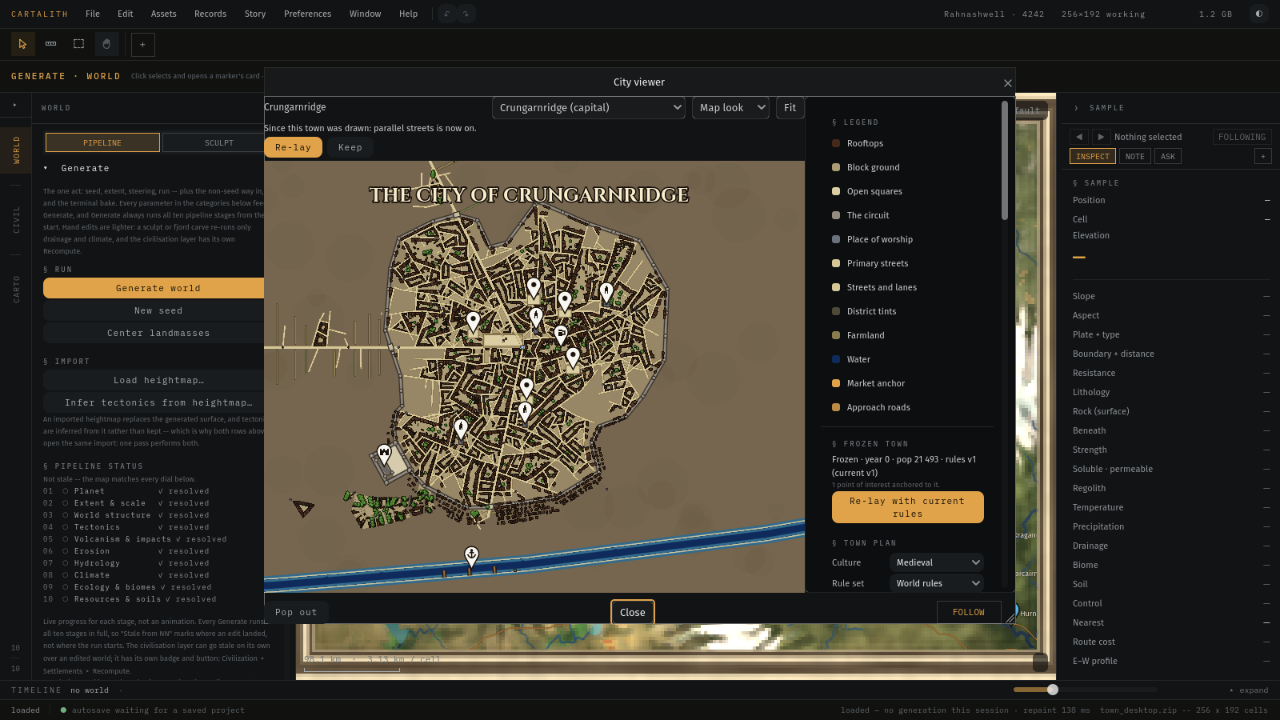 CARTALITH File Edit Assets Records Story Preferences Window Help Rahnashwell · 4242 256×192 working 1.2 GB
GENERATE · WORLD Click selects and opens a marker's card
City viewer
WORLD
PIPELINE SCULPT
Generate
The one act: seed, extent, steering, run — plus the non-seed way in,
and the terminal bake. Every parameter in the categories below
Generate, and Generate always runs all ten pipeline stages from the
start. Hand edits are lighter: a sculpt or fjord carve re-runs only
drainage and climate, and the civilisation layer has its own
Recompute.
§ RUN
Generate world
New seed
Center landmasses
§ IMPORT
Load heightmap…
Infer tectonics from heightmap…
An imported heightmap replaces the generated surface, and
are inferred from it rather than kept — which is why both rows
open the same import: one pass performs both.
§ PIPELINE STATUS
Not stale — the map matches every dial below.
01 Planet √ resolved
02 Extent & scale √ resolved
03 World structure √ resolved
04 Tectonics √ resolved
05 Volcanism & impacts √ resolved
06 Erosion √ resolved
07 Hydrology √ resolved
08 Climate √ resolved
09 Ecology & biomes √ resolved
10 Resources & soils √ resolved
Live progress for each stage, not an animation. Every Generate
all ten stages in full, so "Stale from NN" marks where an edit landed,
not where the run starts. The civilisation layer can go stale on its own
over an edited world; it has its own badge and button: Civilization ▸
Settlements ▸ Recompute.
WORLD
CIVIL
CARTO
10
10
Crungarnridge Crungarnridge (capital) Map look Fit
Since this town was drawn: parallel streets is now on.
Re-lay Keep
THE CITY OF CRUNGARNRIDGE
§ LEGEND
Rooftops
Block ground
Open squares
The circuit
Place of worship
Primary streets
Streets and lanes
District tints
Farmland
Water
Market anchor
Approach roads
§ FROZEN TOWN
Frozen · year 0 · pop 21 493 · rules v1
(current v1)
1 point of interest anchored to it.
Re-lay with current
rules
§ TOWN PLAN
Culture Medieval
Rule set World rules
Pop out Close FOLLOW
SAMPLE
Nothing selected FOLLOWING
INSPECT NOTE ASK +
§ SAMPLE
Position —
Cell —
Elevation
—
Slope —
Aspect —
Plate + type —
Boundary + distance —
Resistance —
Lithology —
Rock (surface) —
Beneath —
Strength —
Soluble · permeable —
Regolith —
Temperature —
Precipitation —
Drainage —
Biome —
Soil —
Control —
Nearest —
Route cost —
E–W profile —
TIMELINE no world · expand
loaded autosave waiting for a saved project loaded — no generation this session · repaint 138 ms town_desktop.zip -- 256 x 192 cells